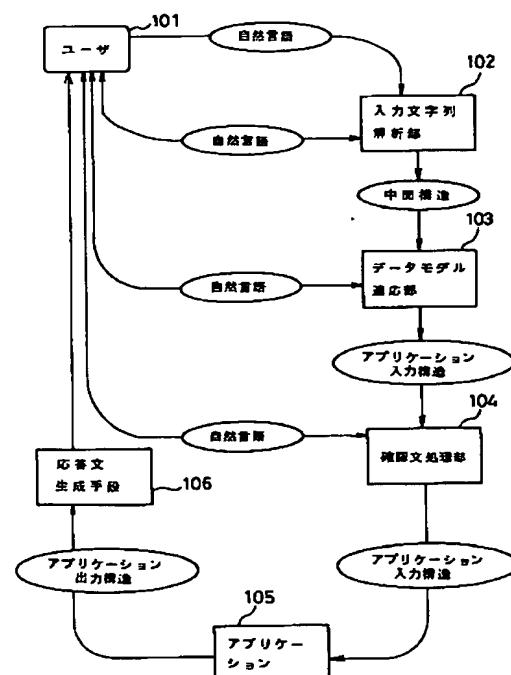 101
ユーザ
自然言語
102
入力文字列
解析部
自然言語
中間構造
103
データモデル
適応部
自然言語
アプリケーション
入力構造
104
自然言語
確認文処理部
応答文
生成手段
106
アプリケーション
出力構造
アプリケーション
入力構造
105
アプリケー
ション